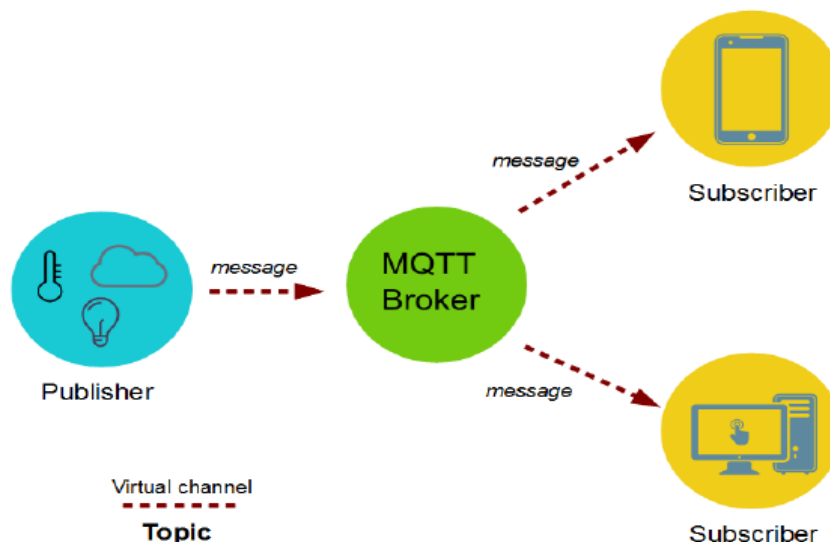 message
Subscriber
message
MQTT
Broker
Publisher
message
Virtual channel
Topic
Subscriber